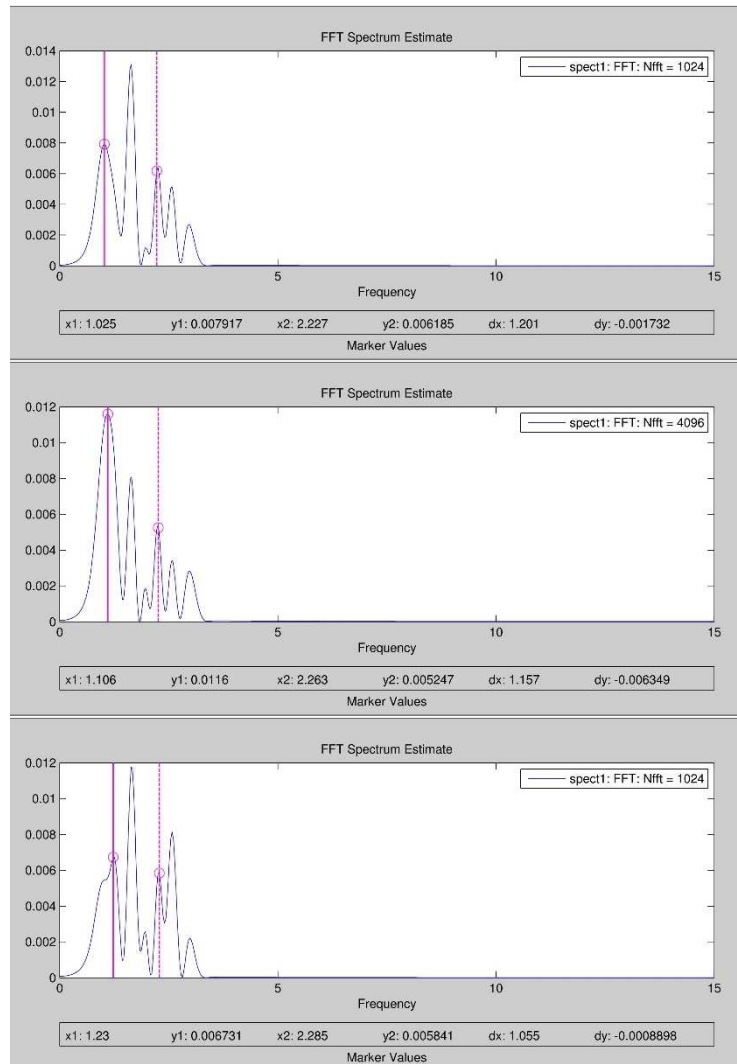 FFT Spectrum Estimate
0.014
spect1: FFT: Nfft = 1024
0.012
0.01
0.008
0.006
0.004
0.002
0
0 5 10 15
Frequency
x1: 1.025 y1: 0.007917 x2: 2.227 y2: 0.006185 dx: 1.201 dy: -0.001732
Marker Values
FFT Spectrum Estimate
0.012
spect1: FFT: Nfft = 4096
0.01
0.008
0.006
0.004
0.002
0
0 5 10 15
Frequency
x1: 1.106 y1: 0.0116 x2: 2.263 y2: 0.005247 dx: 1.157 dy: -0.006349
Marker Values
FFT Spectrum Estimate
0.012
spect1: FFT: Nfft = 1024
0.01
0.008
0.006
0.004
0.002
0
0 5 10 15
Frequency
x1: 1.23 y1: 0.006731 x2: 2.285 y2: 0.005841 dx: 1.055 dy: -0.0008898
Marker Values